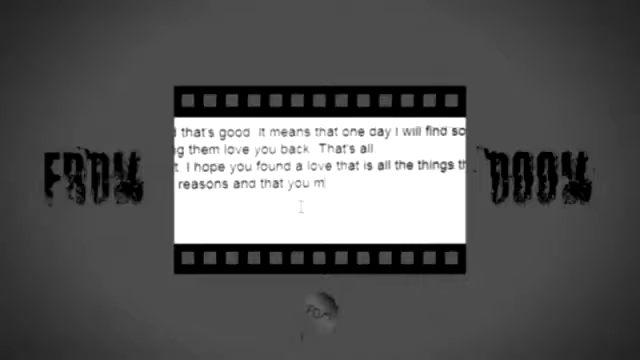 that's good. It means that one day I will find so
them love you back. That's all.
I hope you found a love that is all the things
reasons and that you m
FROM
DOOM